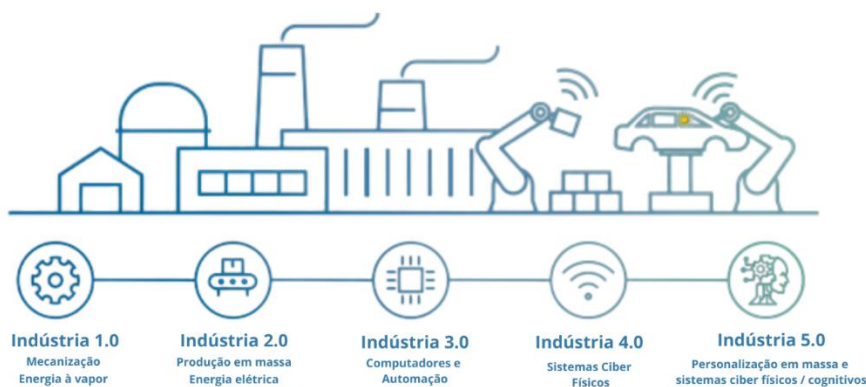 Indústria 1.0
Mecanização
Energia à vapor
Indústria 2.0
Produção em massa
Energia elétrica
Indústria 3.0
Computadores e
Automação
Indústria 4.0
Sistemas Ciber
Físicos
Indústria 5.0
Personalização em massa e
sistemas ciber físicos / cognitivos